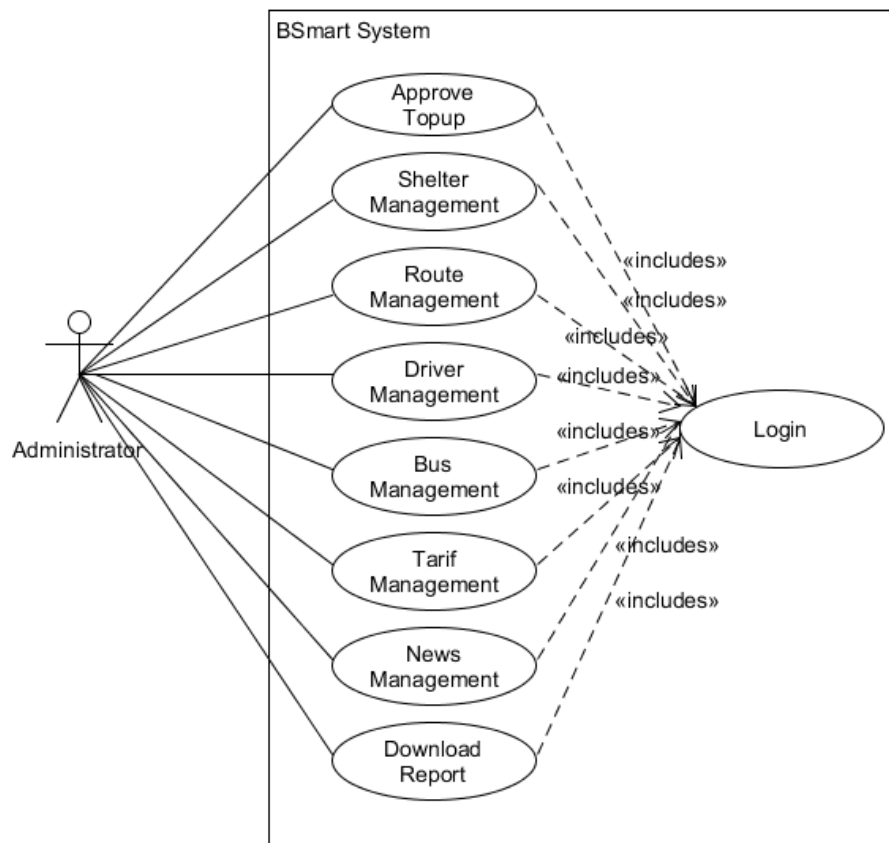 BSmart System
Approve
Topup
Shelter
Management
«includes»
«includes»
Route
Management
«includes»
Driver
Management
«includes»
Administrator
Login
Bus
Management
«includes»
Tarif
Management
«includes»
«includes»
News
Management
«includes»
Download
Report